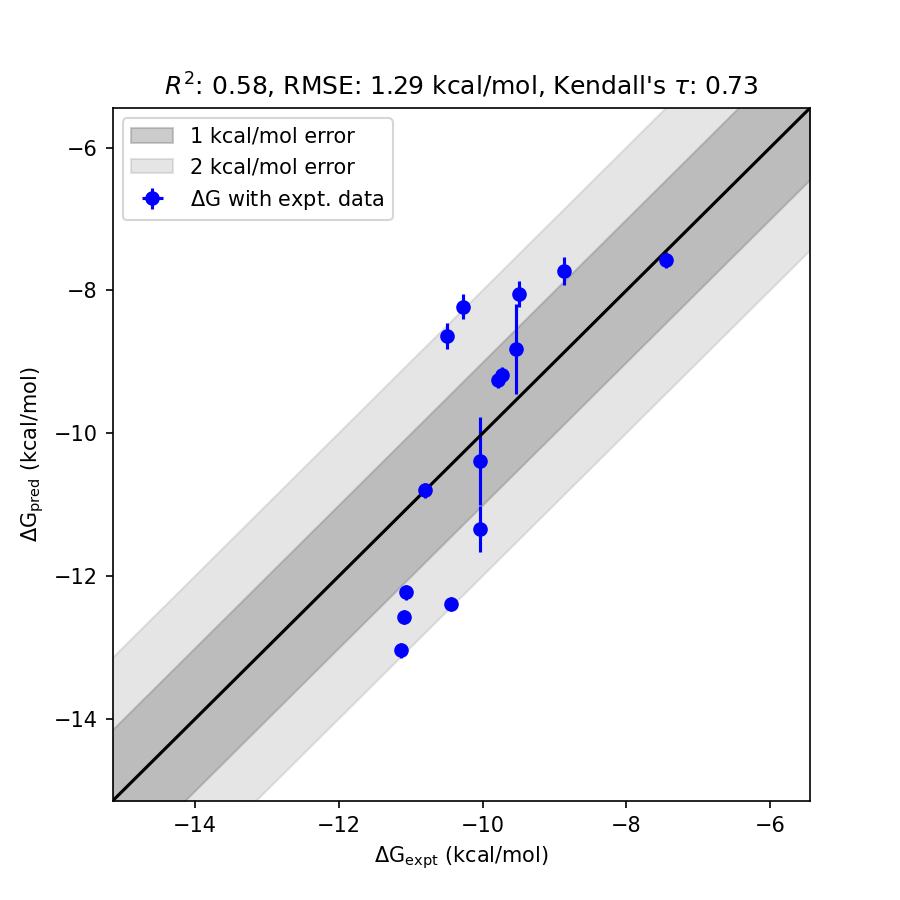 R²: 0.58, RMSE: 1.29 kcal/mol, Kendall's τ: 0.73
1 kcal/mol error
2 kcal/mol error
ΔG with expt. data
−6
−8
−10
−12
−14
ΔGpred (kcal/mol)
−14 −12 −10 −8 −6
ΔGexpt (kcal/mol)